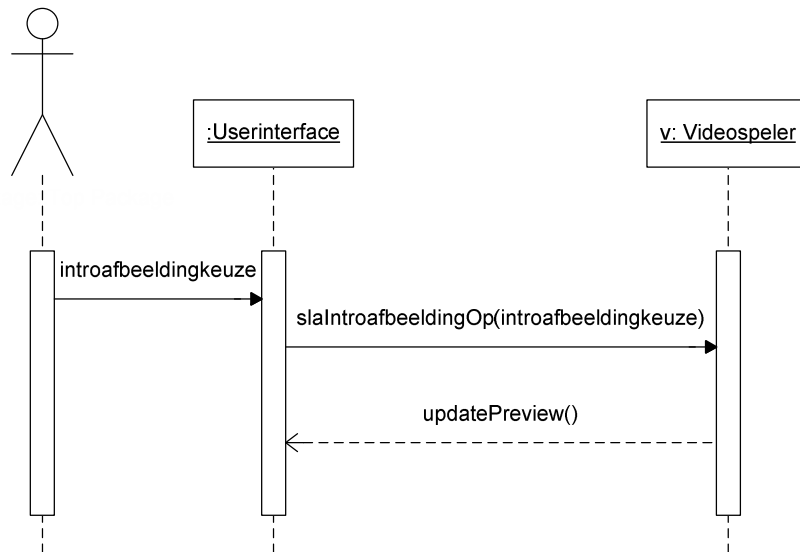 :Userinterface
v: Videospeler
introafbeeldingkeuze
slaIntroafbeeldingOp(introafbeeldingkeuze)
updatePreview()